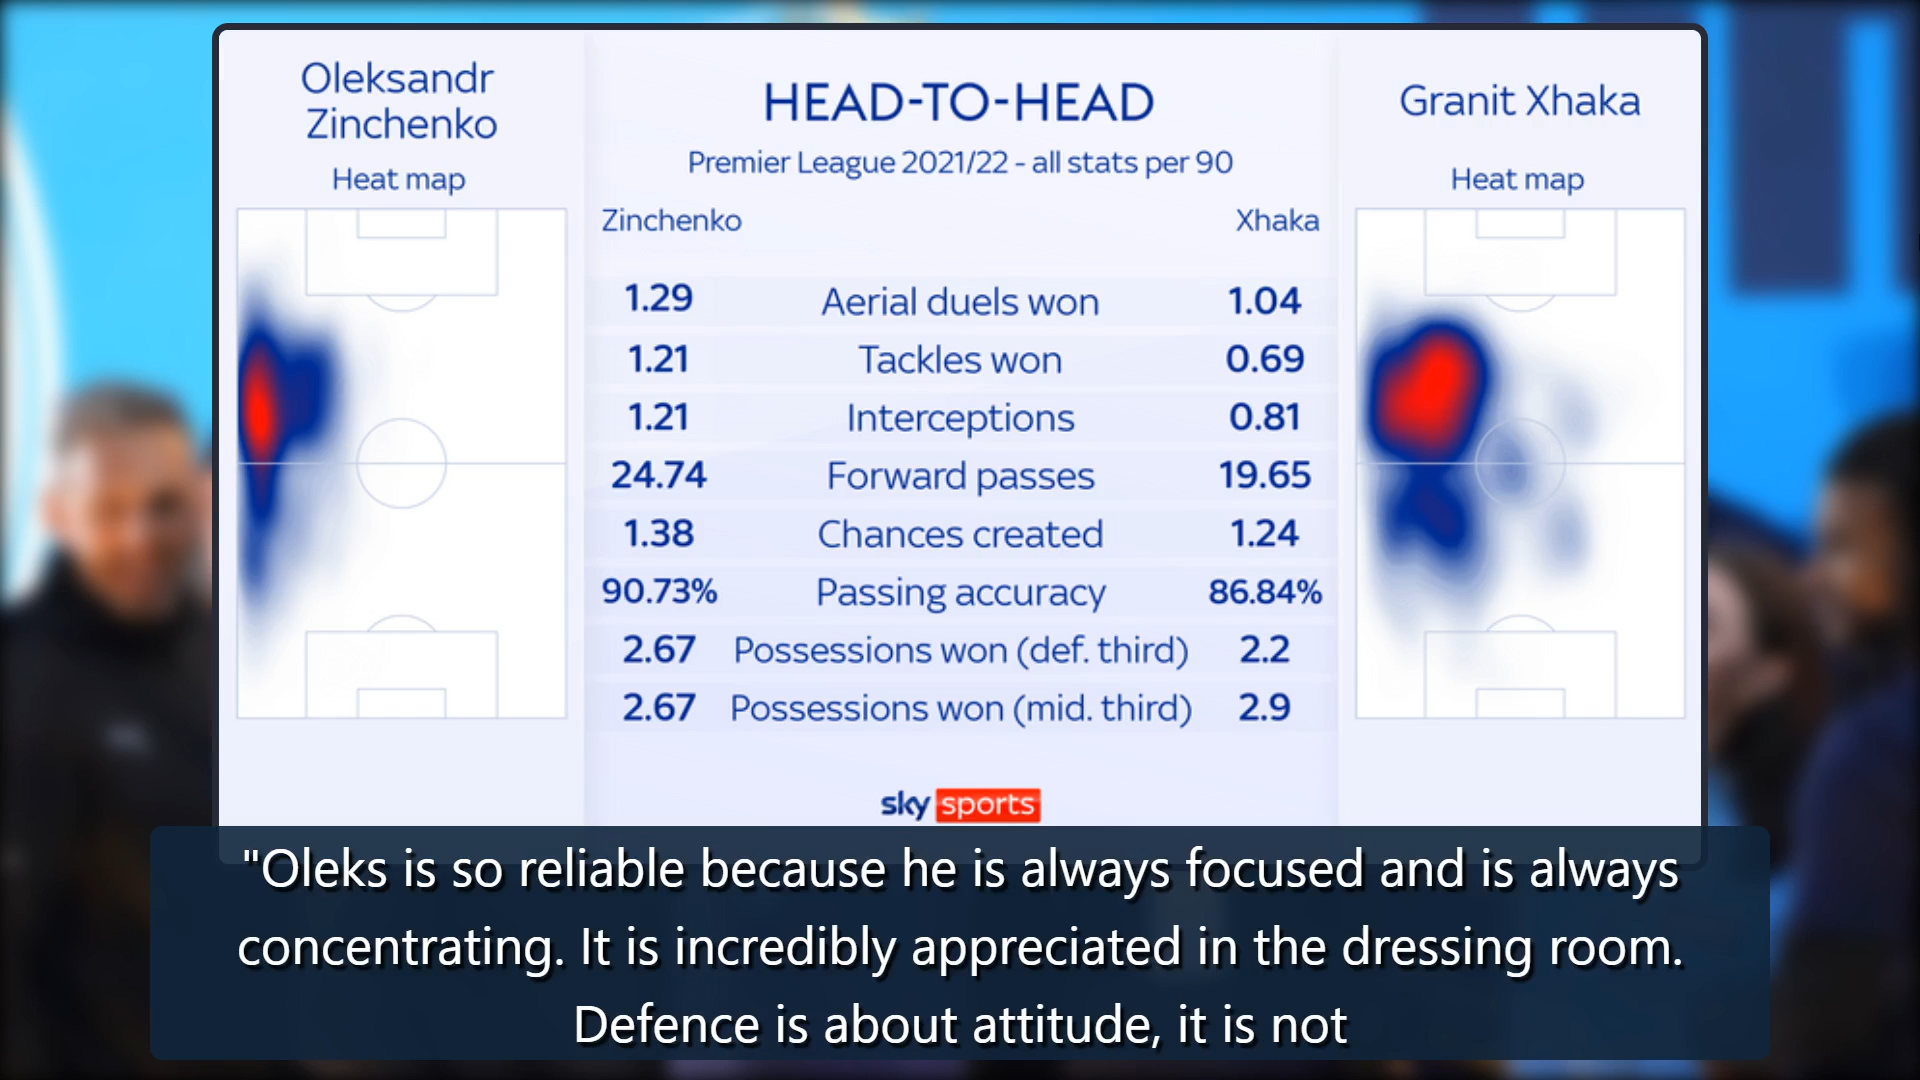 Oleksandr
Zinchenko
Heat map
HEAD-TO-HEAD
Premier League 2021/22 - all stats per 90
Zinchenko Xhaka
1.29 Aerial duels won 1.04
1.21 Tackles won 0.69
1.21 Interceptions 0.81
24.74 Forward passes 19.65
1.38 Chances created 1.24
90.73% Passing accuracy 86.84%
2.67 Possessions won (def. third) 2.2
2.67 Possessions won (mid. third) 2.9
sky sports
Granit Xhaka
Heat map
"Oleks is so reliable because he is always focused and is always
concentrating. It is incredibly appreciated in the dressing room.
Defence is about attitude, it is not